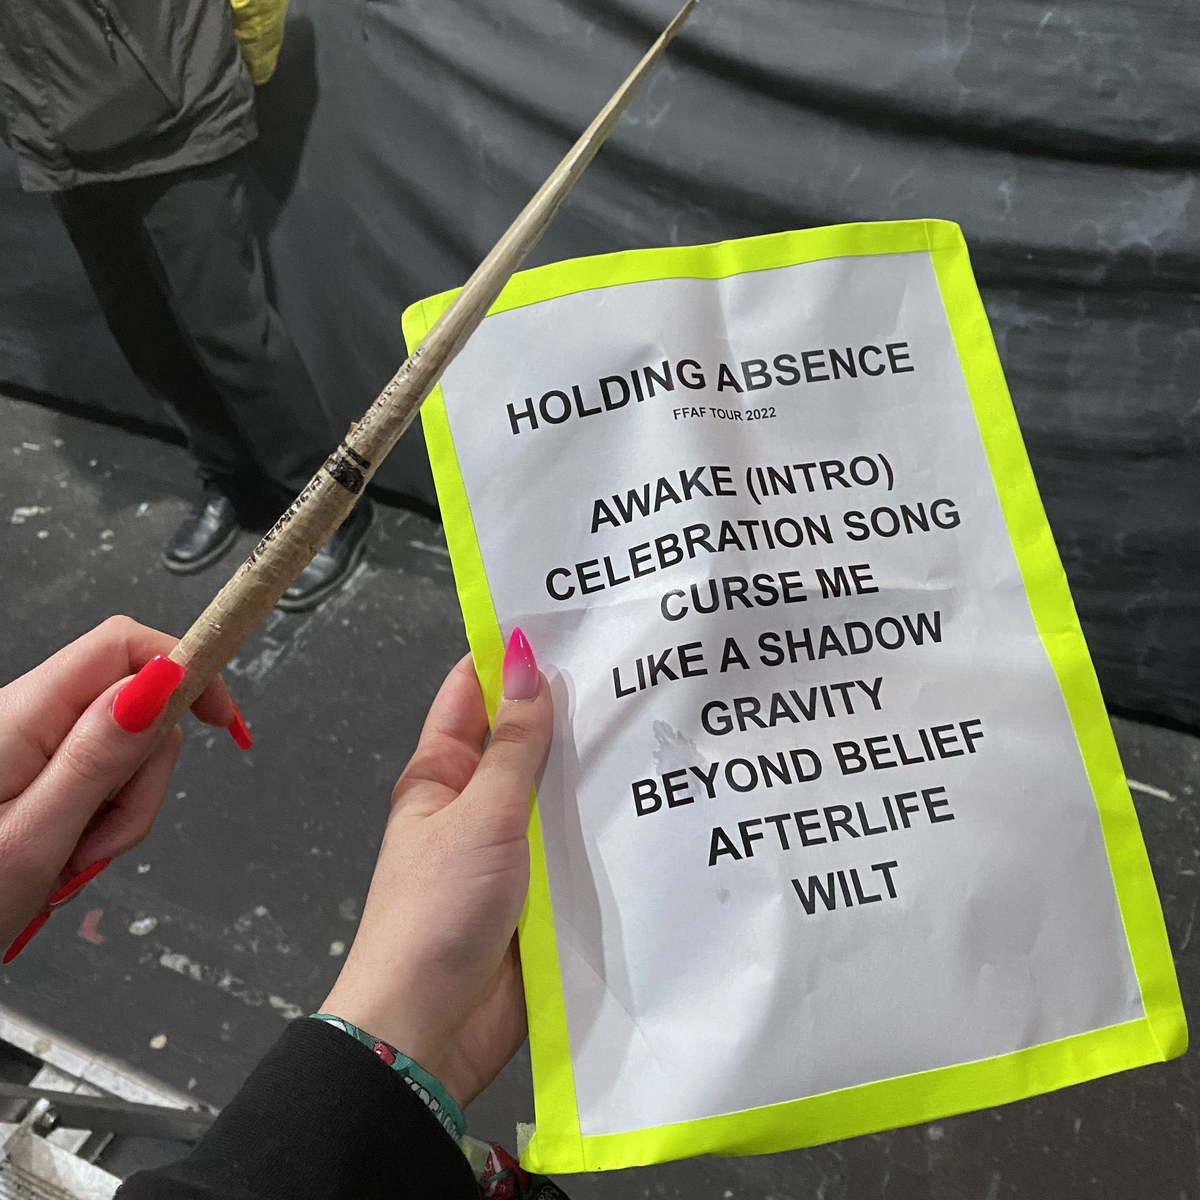 HOLDING ABSENCE
FFAF TOUR 2022
AWAKE (INTRO)
CELEBRATION SONG
CURSE ME
LIKE A SHADOW
GRAVITY
BEYOND BELIEF
AFTERLIFE
WILT